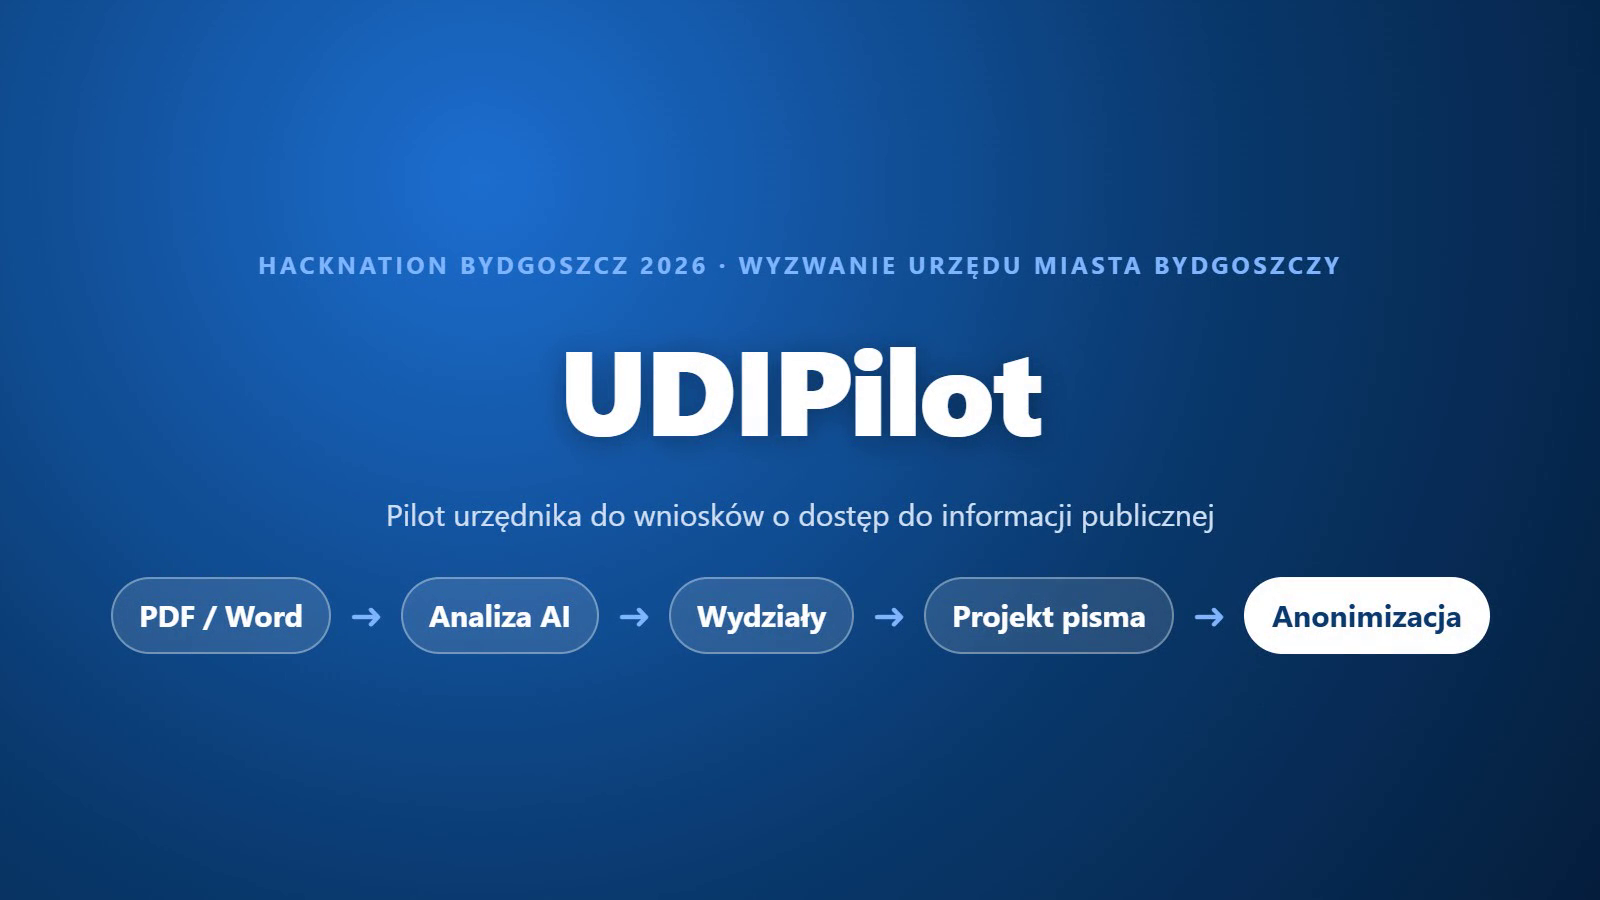 HACKNATION BYDGOSZCZ 2026 · WYZWANIE URZĘDU MIASTA BYDGOSZCZY
UDIPilot
Pilot urzędnika do wniosków o dostęp do informacji publicznej
PDF / Word → Analiza AI → Wydziały → Projekt pisma → Anonimizacja